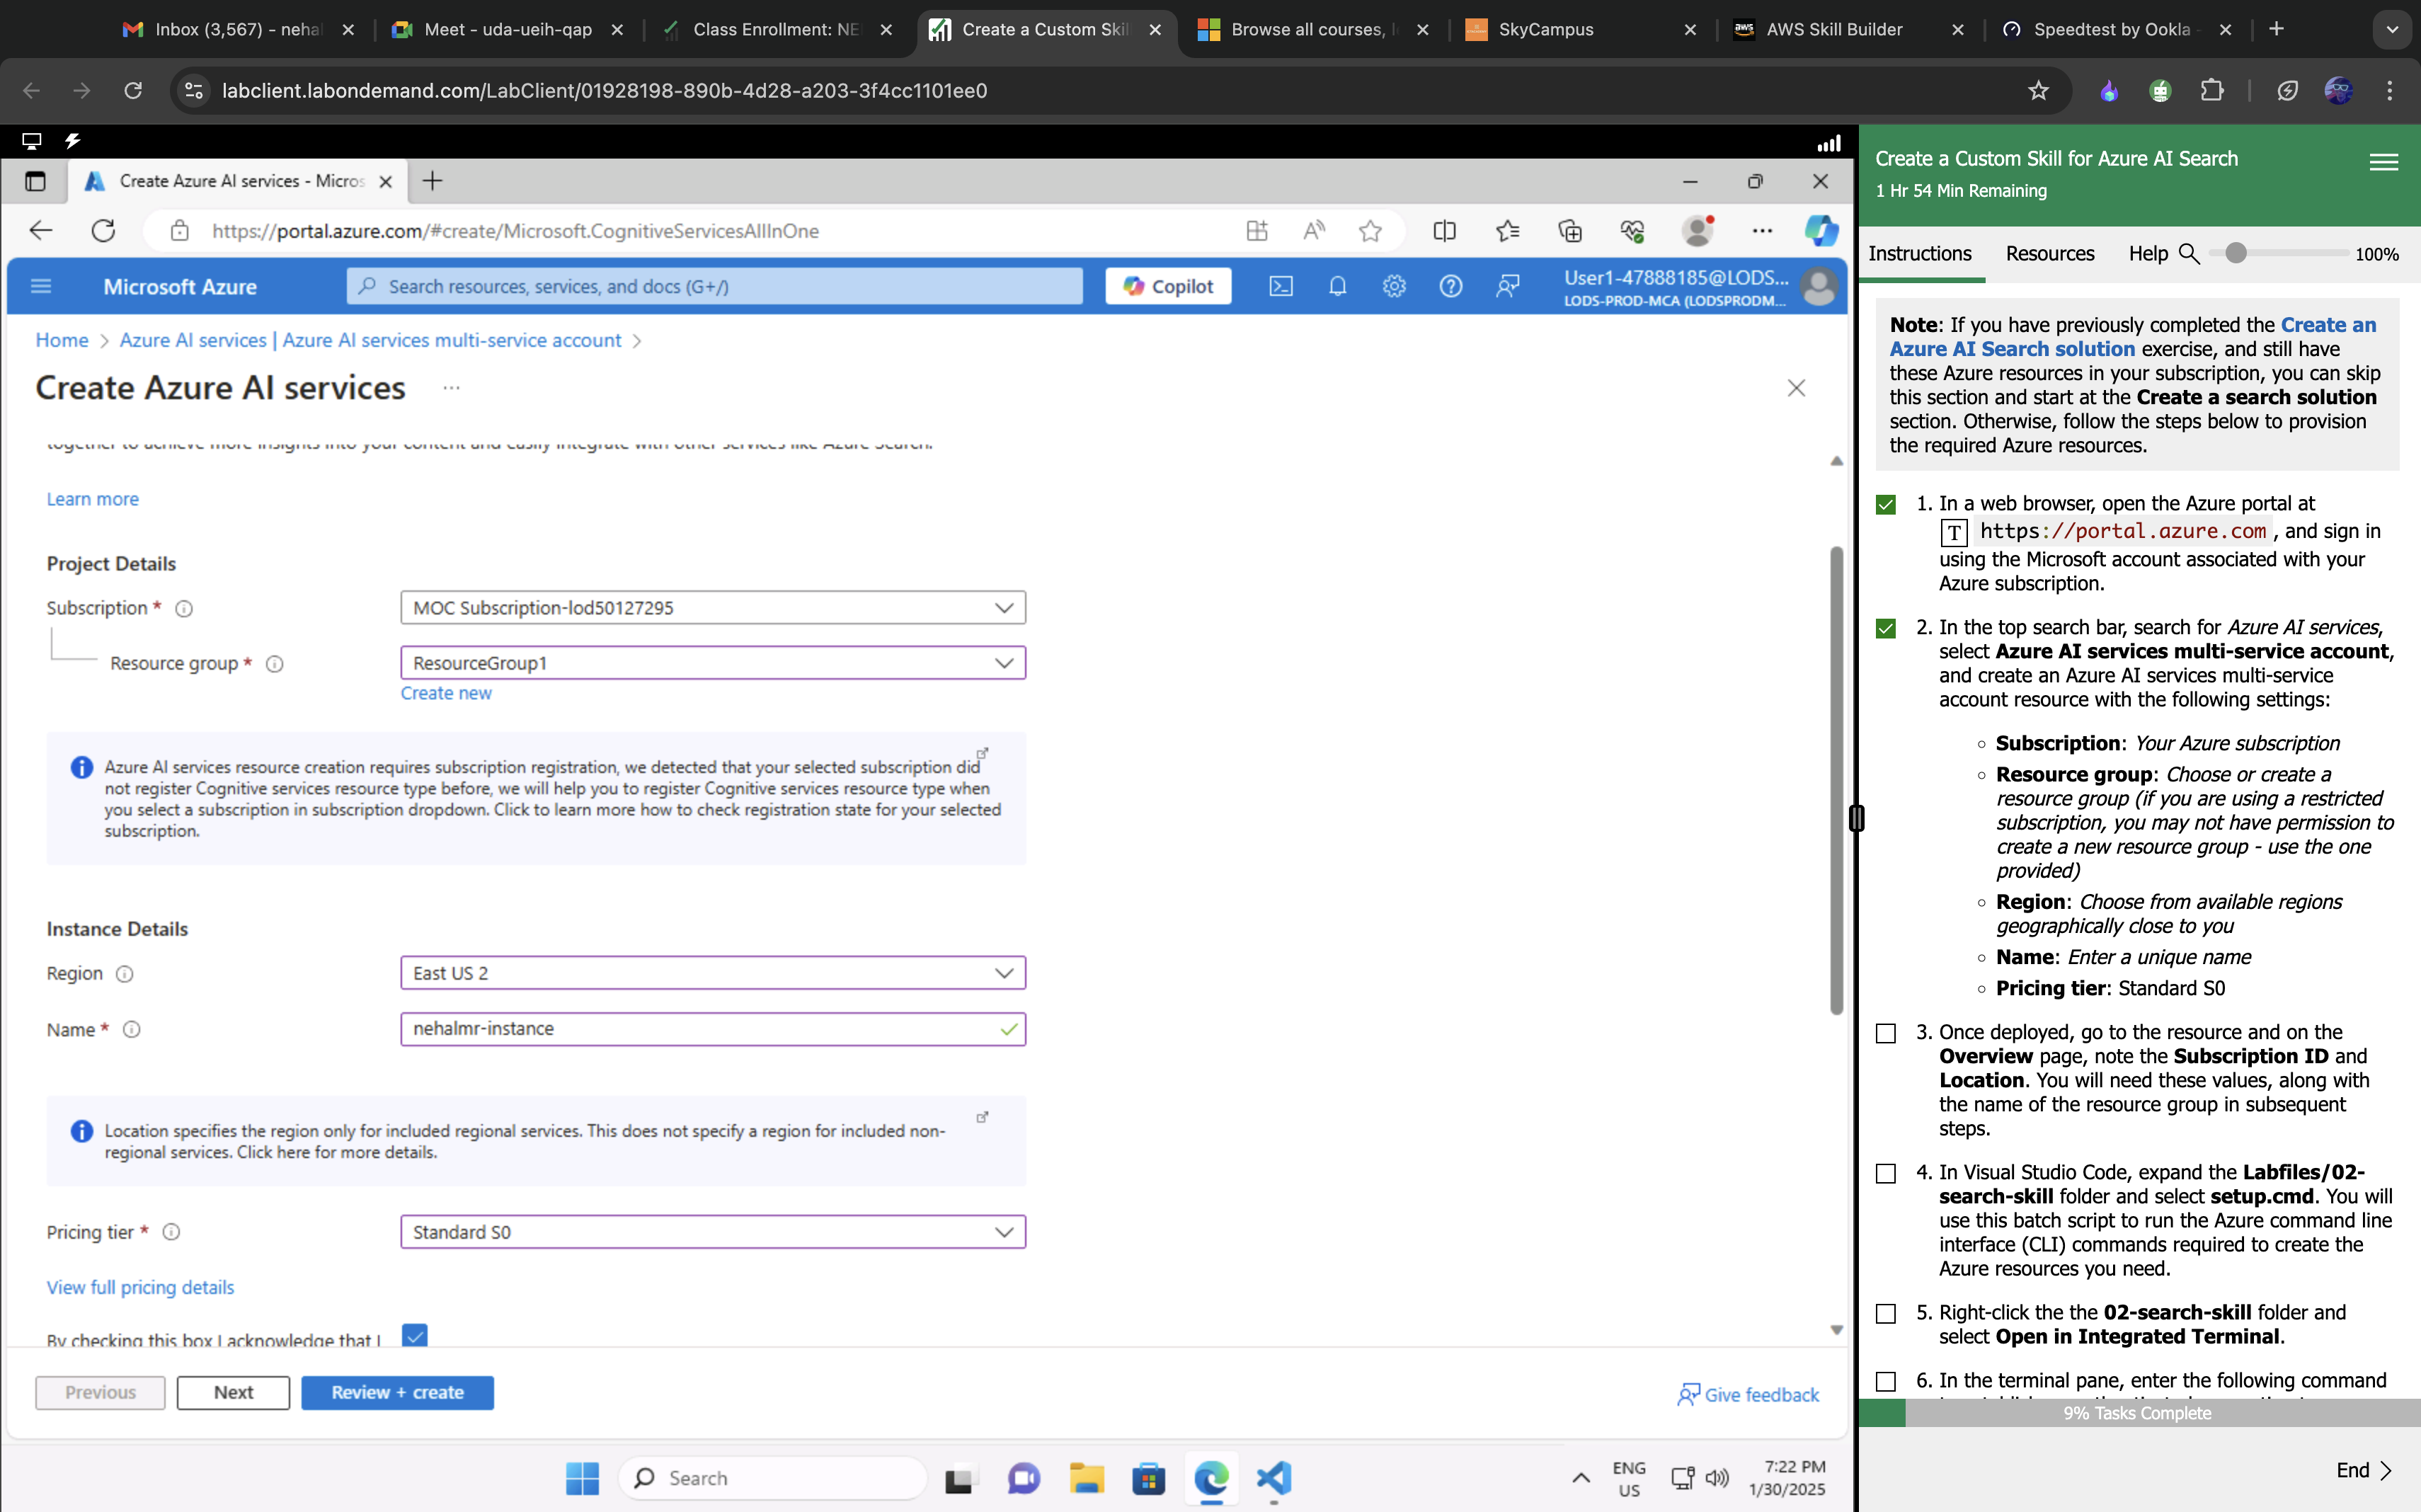 Inbox (3,567) - neha
Meet - uda-ueih-qap
Class Enrollment: NE
Create a Custom Skil
Browse all courses, l
SkyCampus
AWS Skill Builder
Speedtest by Ookla
labclient.labondemand.com/LabClient/01928198-890b-4d28-a203-3f4cc1101ee0
Create Azure AI services - Micros
https://portal.azure.com/#create/Microsoft.CognitiveServicesAllInOne
Microsoft Azure
Search resources, services, and docs (G+/)
Copilot
User1-47888185@LODS...
LODS-PROD-MCA (LODSPRODM...
Home > Azure AI services | Azure AI services multi-service account >
Create Azure AI services ...
together to achieve more insights into your content and easily integrate with other services like Azure Search.
Learn more
Project Details
Subscription *
MOC Subscription-lod50127295
Resource group *
ResourceGroup1
Create new
Azure AI services resource creation requires subscription registration, we detected that your selected subscription did
not register Cognitive services resource type before, we will help you to register Cognitive services resource type when
you select a subscription in subscription dropdown. Click to learn more how to check registration state for your selected
subscription.
Instance Details
Region
East US 2
Name *
nehalmr-instance
Location specifies the region only for included regional services. This does not specify a region for included non-
regional services. Click here for more details.
Pricing tier *
Standard S0
View full pricing details
By checking this box I acknowledge that I
Previous
Next
Review + create
Give feedback
Search
ENG
US
7:22 PM
1/30/2025
Create a Custom Skill for Azure AI Search
1 Hr 54 Min Remaining
Instructions
Resources
Help
100%
Note: If you have previously completed the Create an
Azure AI Search solution exercise, and still have
these Azure resources in your subscription, you can skip
this section and start at the Create a search solution
section. Otherwise, follow the steps below to provision
the required Azure resources.
1. In a web browser, open the Azure portal at
T https://portal.azure.com , and sign in
using the Microsoft account associated with your
Azure subscription.
2. In the top search bar, search for Azure AI services,
select Azure AI services multi-service account,
and create an Azure AI services multi-service
account resource with the following settings:
Subscription: Your Azure subscription
Resource group: Choose or create a
resource group (if you are using a restricted
subscription, you may not have permission to
create a new resource group - use the one
provided)
Region: Choose from available regions
geographically close to you
Name: Enter a unique name
Pricing tier: Standard S0
3. Once deployed, go to the resource and on the
Overview page, note the Subscription ID and
Location. You will need these values, along with
the name of the resource group in subsequent
steps.
4. In Visual Studio Code, expand the Labfiles/02-
search-skill folder and select setup.cmd. You will
use this batch script to run the Azure command line
interface (CLI) commands required to create the
Azure resources you need.
5. Right-click the the 02-search-skill folder and
select Open in Integrated Terminal.
6. In the terminal pane, enter the following command
9% Tasks Complete
End